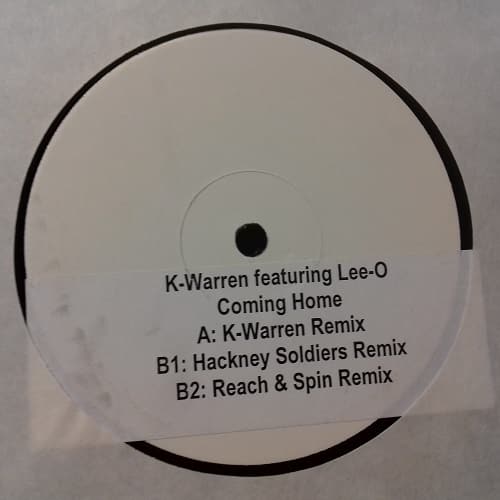 K-Warren featuring Lee-O
Coming Home
A: K-Warren Remix
B1: Hackney Soldiers Remix
B2: Reach & Spin Remix